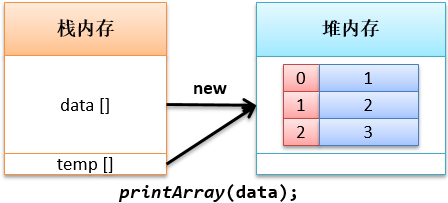 栈内存
堆内存
data []
new
0 1
1 2
2 3
temp []
printArray(data);